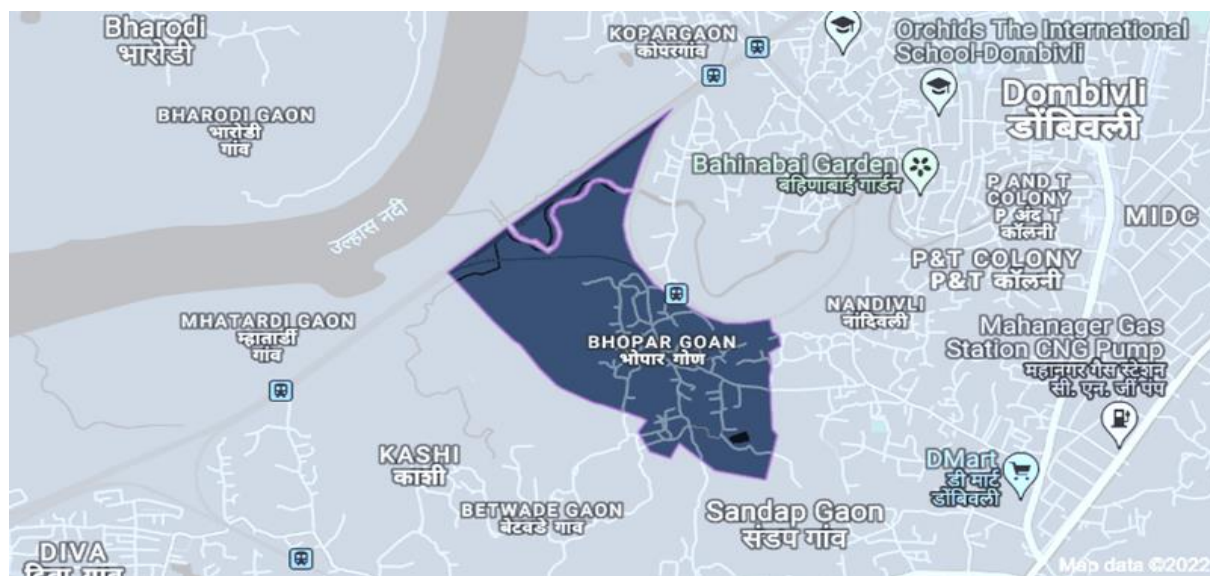 Bharodi
भारोडी
BHARODI GAON
भारोडी
गांव
KOPARGAON
कोपरगांव
Orchids The International
School-Dombivli
Dombivli
डोंबिवली
Bahinabai Garden
बहिणाबाई गार्डन
P AND T
COLONY
P अंद T
कॉलनी
MIDC
P&T COLONY
P&T कॉलनी
उल्हास नदी
MHATARDI GAON
म्हातार्डी
गांव
NANDIVLI
नांदिवली
BHOPAR GOAN
भोपार गोण
Mahanager Gas
Station CNG Pump
महानगर गैस स्टेशन
सी. एन. जी पंप
KASHI
काशी
DMart
डी मार्ट
डोंबिवली
BETWADE GAON
बेटवडे गाव
Sandap Gaon
संडप गांव
DIVA
Map data ©2022